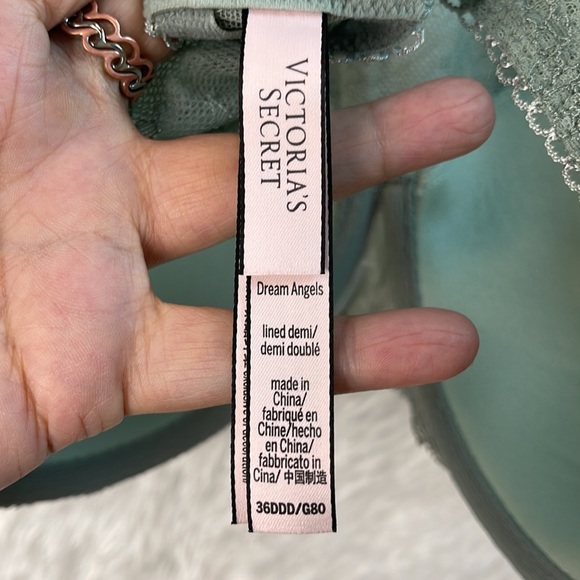 VICTORIA'S
SECRET
Dream Angels
lined demi/
demi doublé
made in
China/
fabriqué en
Chine/hecho
en China/
fabbricato in
Cina/ 中国制造
36DDD/G80